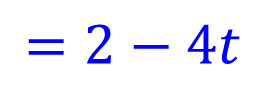 = 2 − 4t